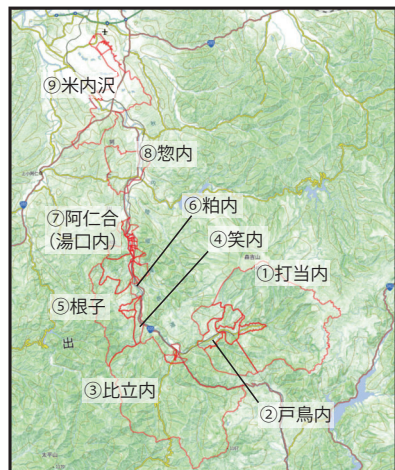 ⑨米内沢
⑧惣内
⑦阿仁合
（湯口内）
⑥粕内
④笑内
①打当内
⑤根子
出
③比立内
②戸鳥内